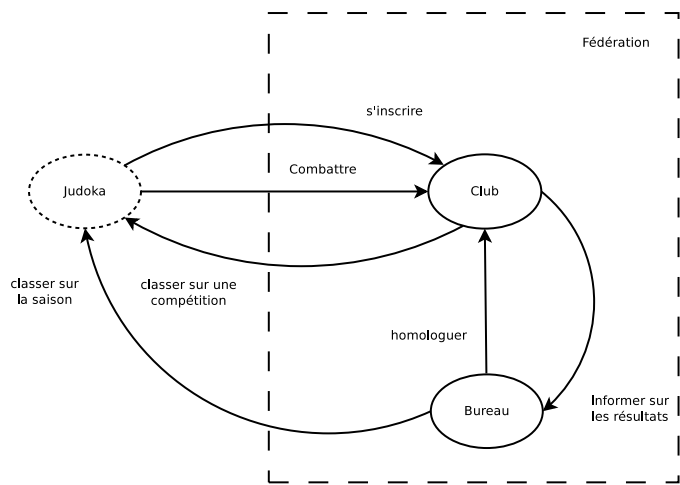 Fédération
s'inscrire
Combattre
Judoka
Club
classer sur
la saison
classer sur une
compétition
homologuer
Bureau
Informer sur
les résultats